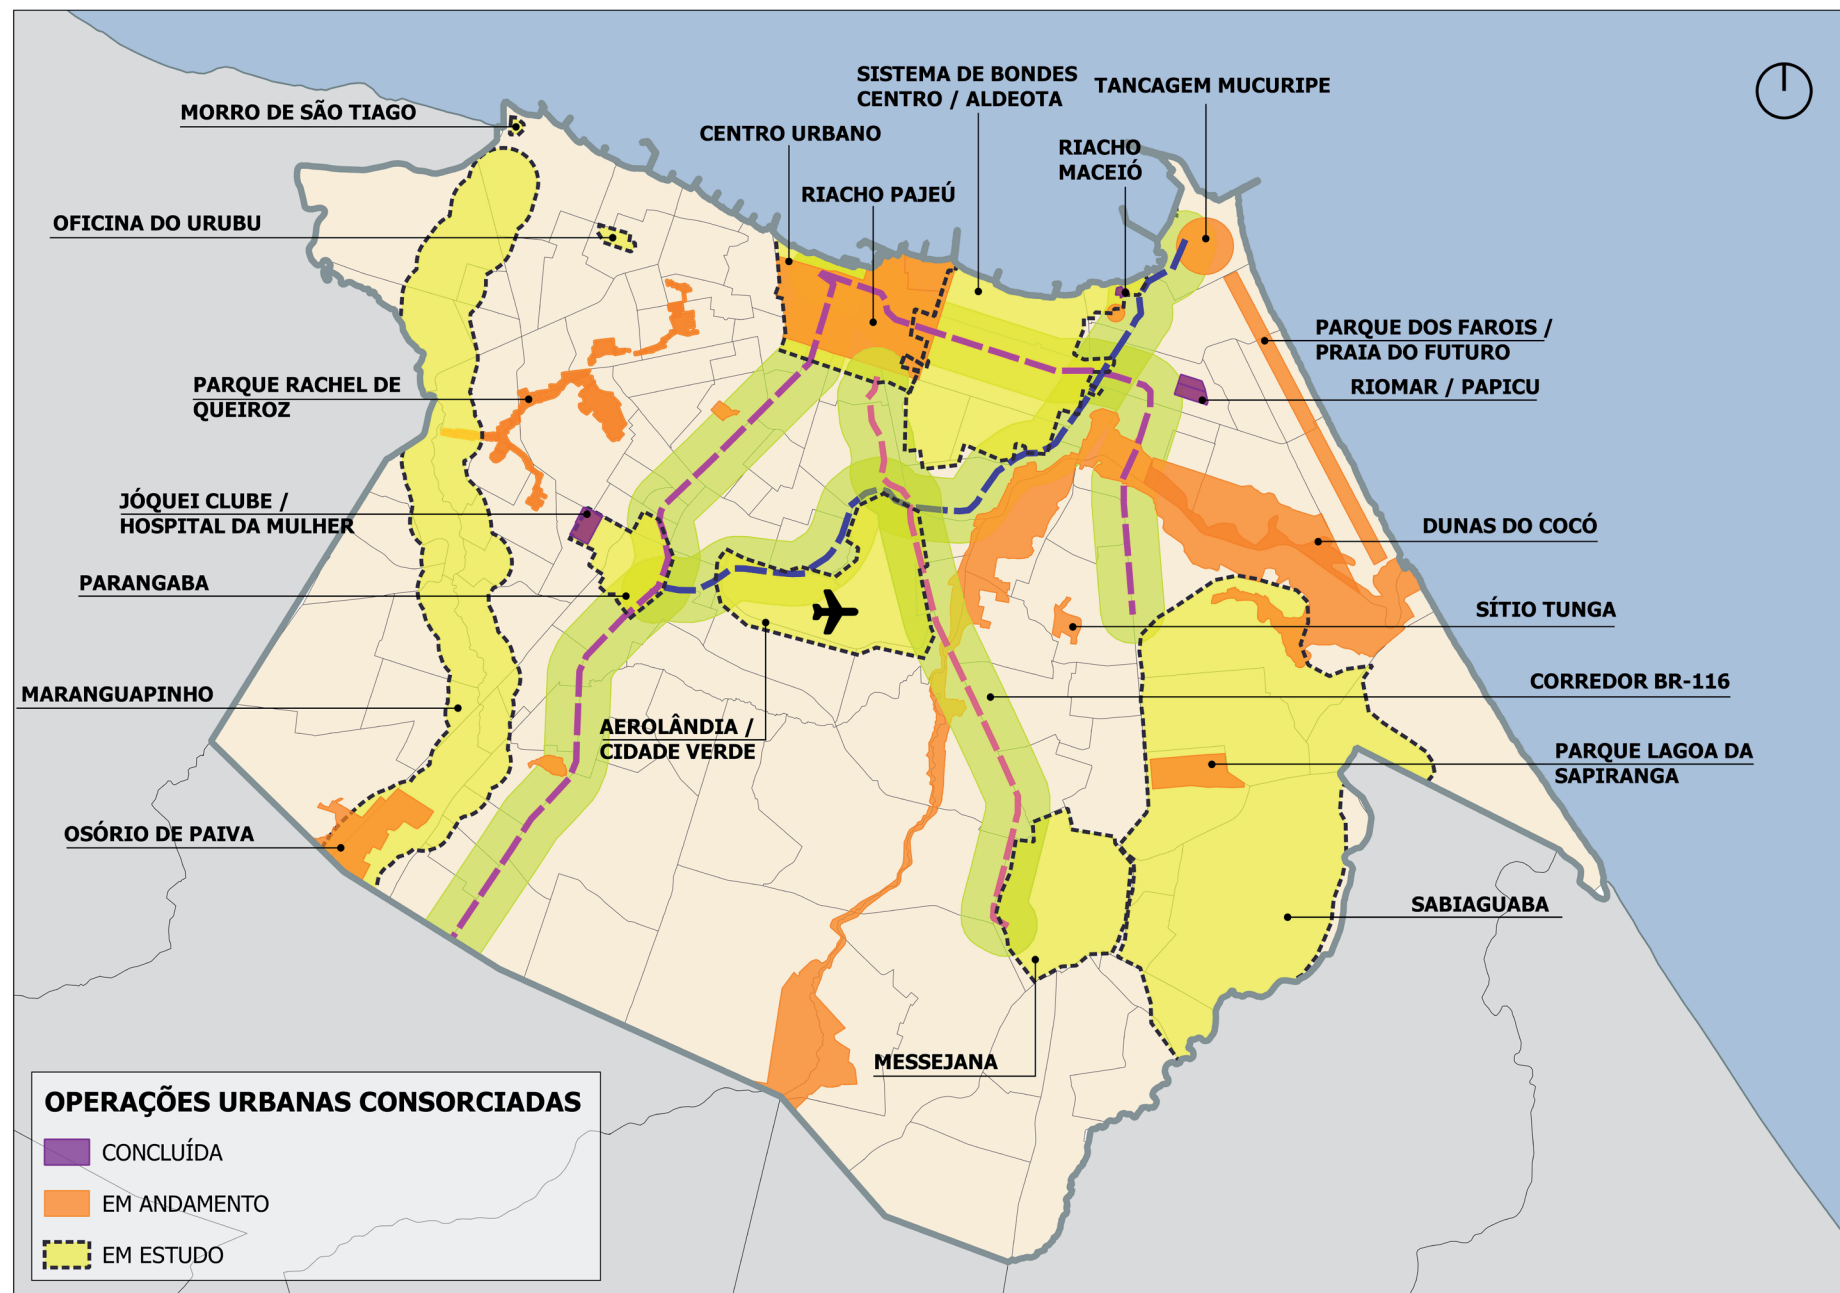 SISTEMA DE BONDES
CENTRO / ALDEOTA
TANCAGEM MUCURIPE
MORRO DE SÃO TIAGO
CENTRO URBANO
RIACHO
MACEIÓ
RIACHO PAJEÚ
OFICINA DO URUBU
PARQUE DOS FAROIS /
PRAIA DO FUTURO
PARQUE RACHEL DE
QUEIROZ
RIOMAR / PAPICU
JÓQUEI CLUBE /
HOSPITAL DA MULHER
DUNAS DO COCÓ
PARANGABA
SÍTIO TUNGA
MARANGUAPINHO
CORREDOR BR-116
AEROLÂNDIA /
CIDADE VERDE
PARQUE LAGOA DA
SAPIRANGA
OSÓRIO DE PAIVA
SABIAGUABA
MESSEJANA
OPERAÇÕES URBANAS CONSORCIADAS
CONCLUÍDA
EM ANDAMENTO
EM ESTUDO